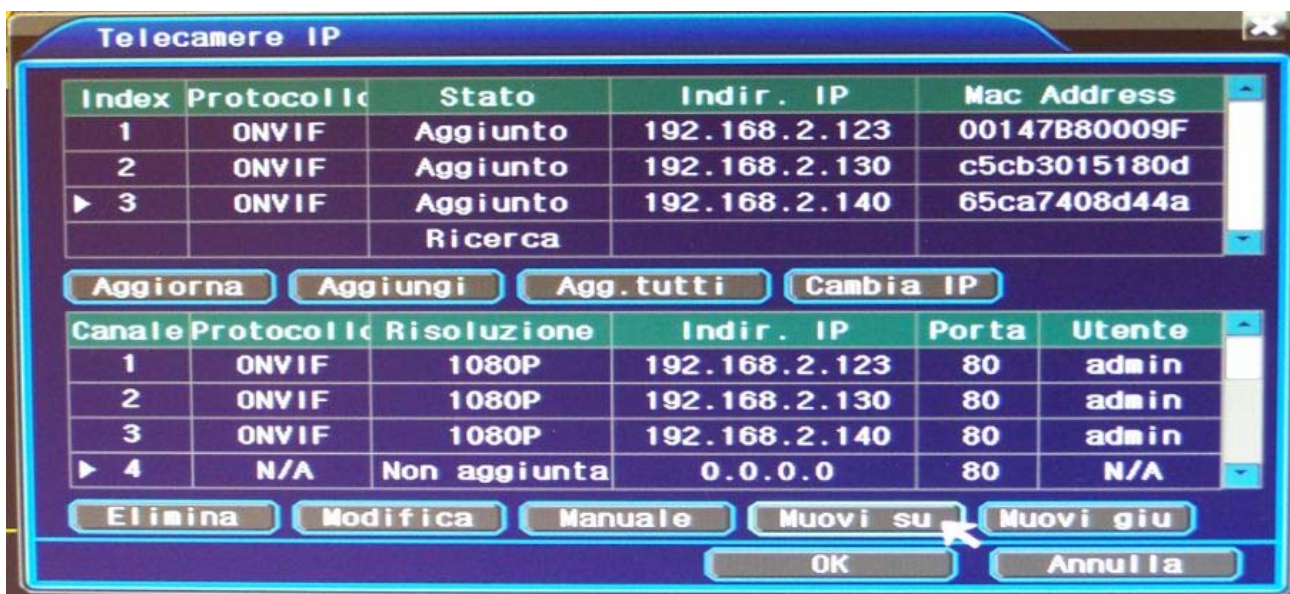 Telecamere IP
Index Protocollo Stato Indir. IP Mac Address
1 ONVIF Aggiunto 192.168.2.123 00147B80009F
2 ONVIF Aggiunto 192.168.2.130 c5cb3015180d
3 ONVIF Aggiunto 192.168.2.140 65ca7408d44a
Ricerca
Aggiorna Aggiungi Agg.tutti Cambia IP
Canale Protocollo Risoluzione Indir. IP Porta Utente
1 ONVIF 1080P 192.168.2.123 80 admin
2 ONVIF 1080P 192.168.2.130 80 admin
3 ONVIF 1080P 192.168.2.140 80 admin
4 N/A Non aggiunta 0.0.0.0 80 N/A
Elimina Modifica Manuale Muovi su Muovi giu
OK Annulla